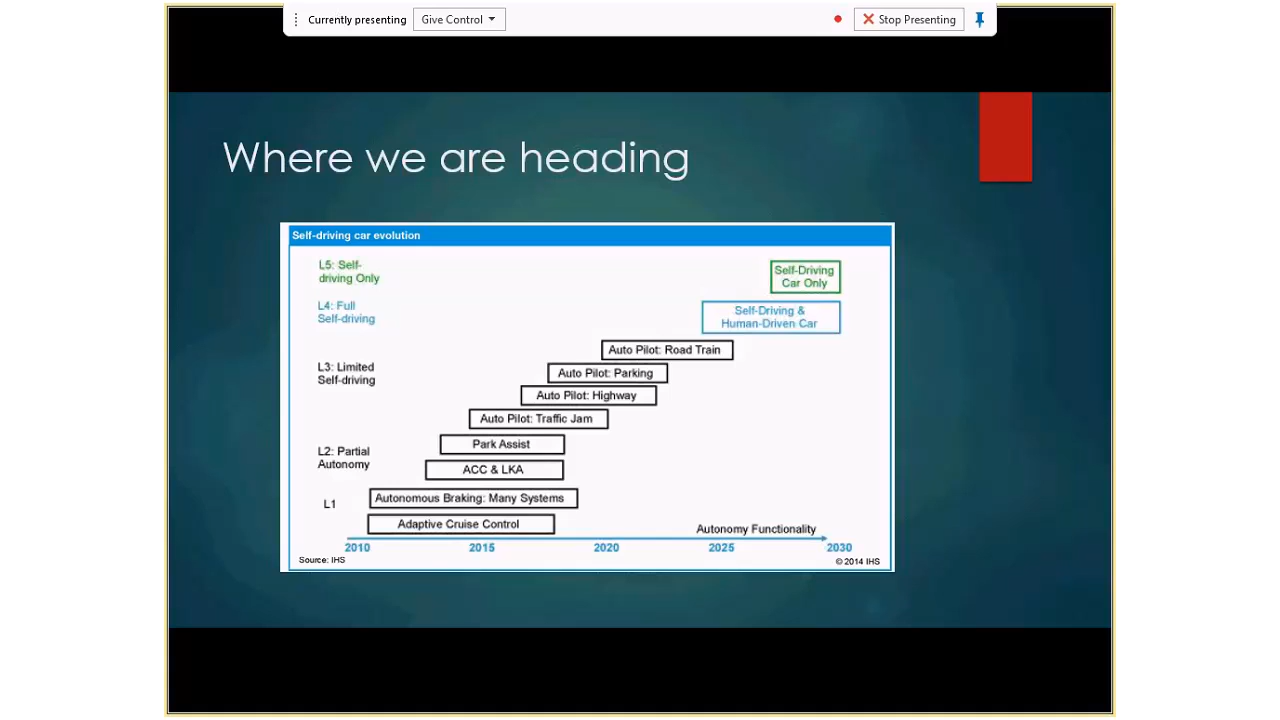 Currently presenting
Give Control
Stop Presenting
Where we are heading
Self-driving car evolution
L5: Self-
driving Only
Self-Driving
Car Only
L4: Full
Self-driving
Self-Driving &
Human-Driven Car
Auto Pilot: Road Train
L3: Limited
Self-driving
Auto Pilot: Parking
Auto Pilot: Highway
Auto Pilot: Traffic Jam
L2: Partial
Autonomy
Park Assist
ACC & LKA
L1
Autonomous Braking: Many Systems
Adaptive Cruise Control
Autonomy Functionality
2010 2015 2020 2025 2030
Source: IHS
© 2014 IHS